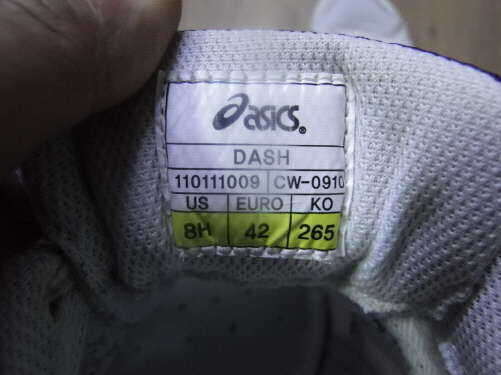 asics®
DASH
110111009 CW-0910
US EURO KO
8H 42 265